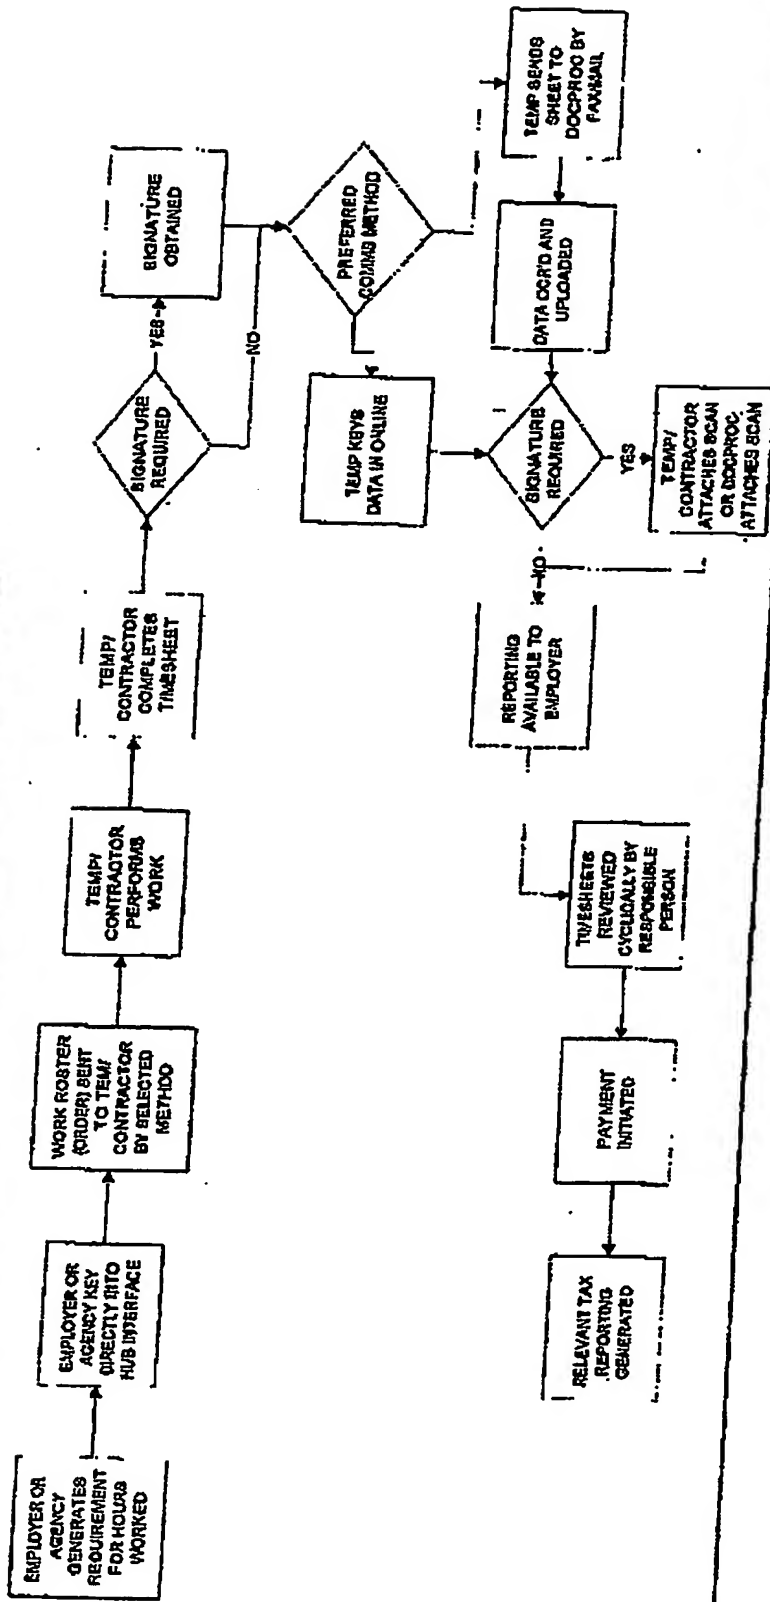 EMPLOYER OR
AGENCY
GENERATES
REQUIREMENT
FOR HOURS
WORKED
EMPLOYER OR
AGENCY KEY
DIRECTLY INTO
HUB INTERFACE
WORK ROSTER
(ORDER) SENT
TO TEMP/
CONTRACTOR
BY SELECTED
METHOD
TEMP/
CONTRACTOR
PERFORMS
WORK
TEMP/
CONTRACTOR
COMPLETES
TIMESHEET
SIGNATURE
REQUIRED
YES
NO
SIGNATURE
OBTAINED
PREFERRED
COMMS METHOD
TEMP KEYS
DATA IN ONLINE
TEMP SENDS
SHEET TO
DOCPROC BY
FAX/MAIL
DATA OCR'D AND
UPLOADED
SIGNATURE
REQUIRED
YES
NO
TEMP/
CONTRACTOR
ATTACHES SCAN
OR DOCPROC
ATTACHES SCAN
REPORTING
AVAILABLE TO
EMPLOYER
TIMESHEETS
REVIEWED
CYCLICALLY BY
RESPONSIBLE
PERSON
PAYMENT
INITIATED
RELEVANT TAX
REPORTING
GENERATED